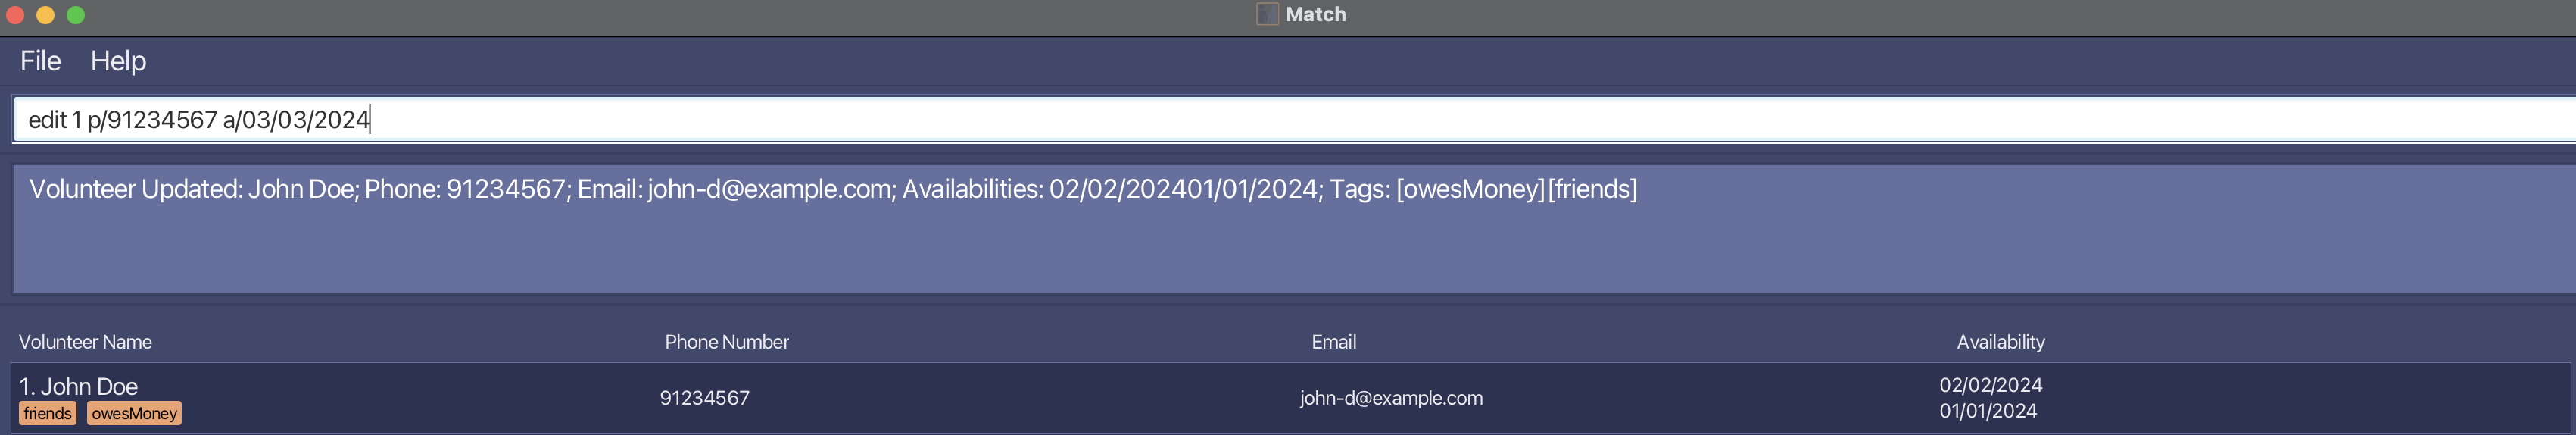 Match
File Help
edit 1 p/91234567 a/03/03/2024
Volunteer Updated: John Doe; Phone: 91234567; Email: john-d@example.com; Availabilities: 02/02/202401/01/2024; Tags: [owesMoney][friends]
Volunteer Name Phone Number Email Availability
1. John Doe
friends owesMoney
91234567
john-d@example.com
02/02/2024
01/01/2024